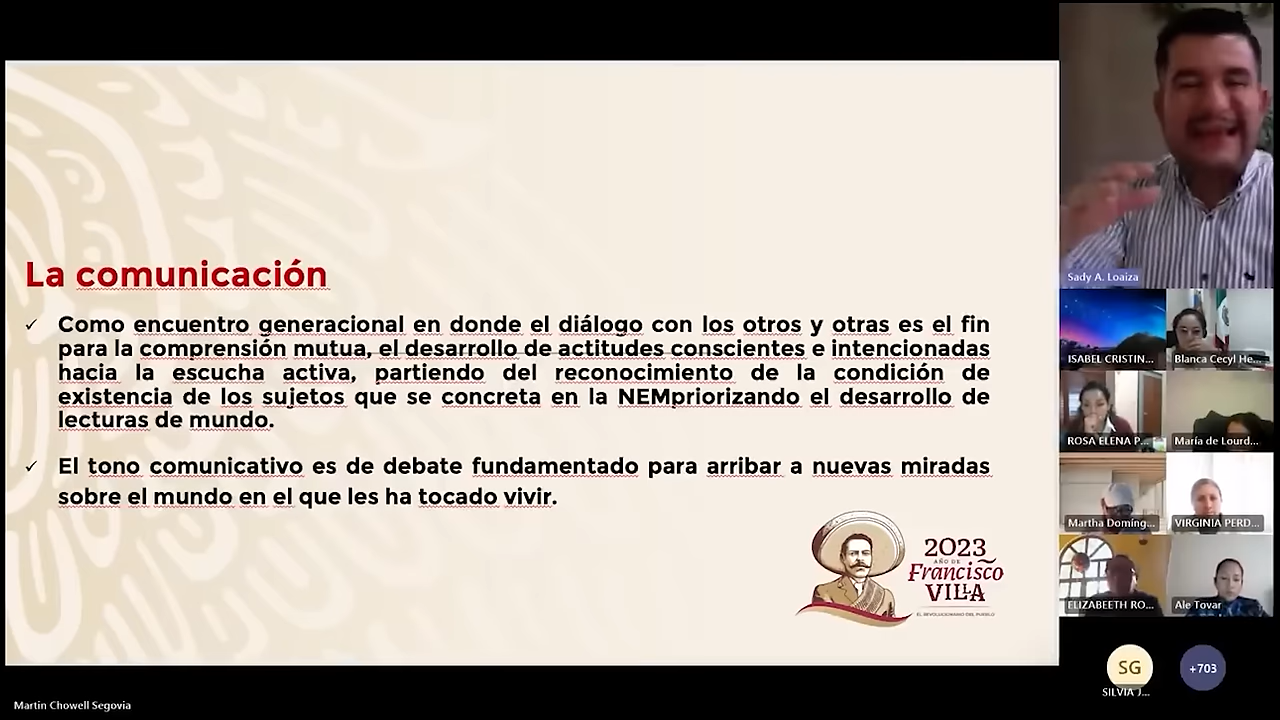 La comunicación
✓ Como encuentro generacional en donde el diálogo con los otros y otras es el fin
para la comprensión mutua, el desarrollo de actitudes conscientes e intencionadas
hacia la escucha activa, partiendo del reconocimiento de la condición de
existencia de los sujetos que se concreta en la NEMpriorizando el desarrollo de
lecturas de mundo.
✓ El tono comunicativo es de debate fundamentado para arribar a nuevas miradas
sobre el mundo en el que les ha tocado vivir.
2023
AÑO DE
Francisco
VILLA
EL REVOLUCIONARIO DEL PUEBLO
Sady A. Loaiza
ISABEL CRISTIN...
Blanca Cecyl He...
ROSA ELENA P...
María de Lourd...
Martha Domíng...
VIRGINIA PERD...
ELIZABEETH RO...
Ale Tovar
SG
+703
SILVIA J...
Martin Chowell Segovia